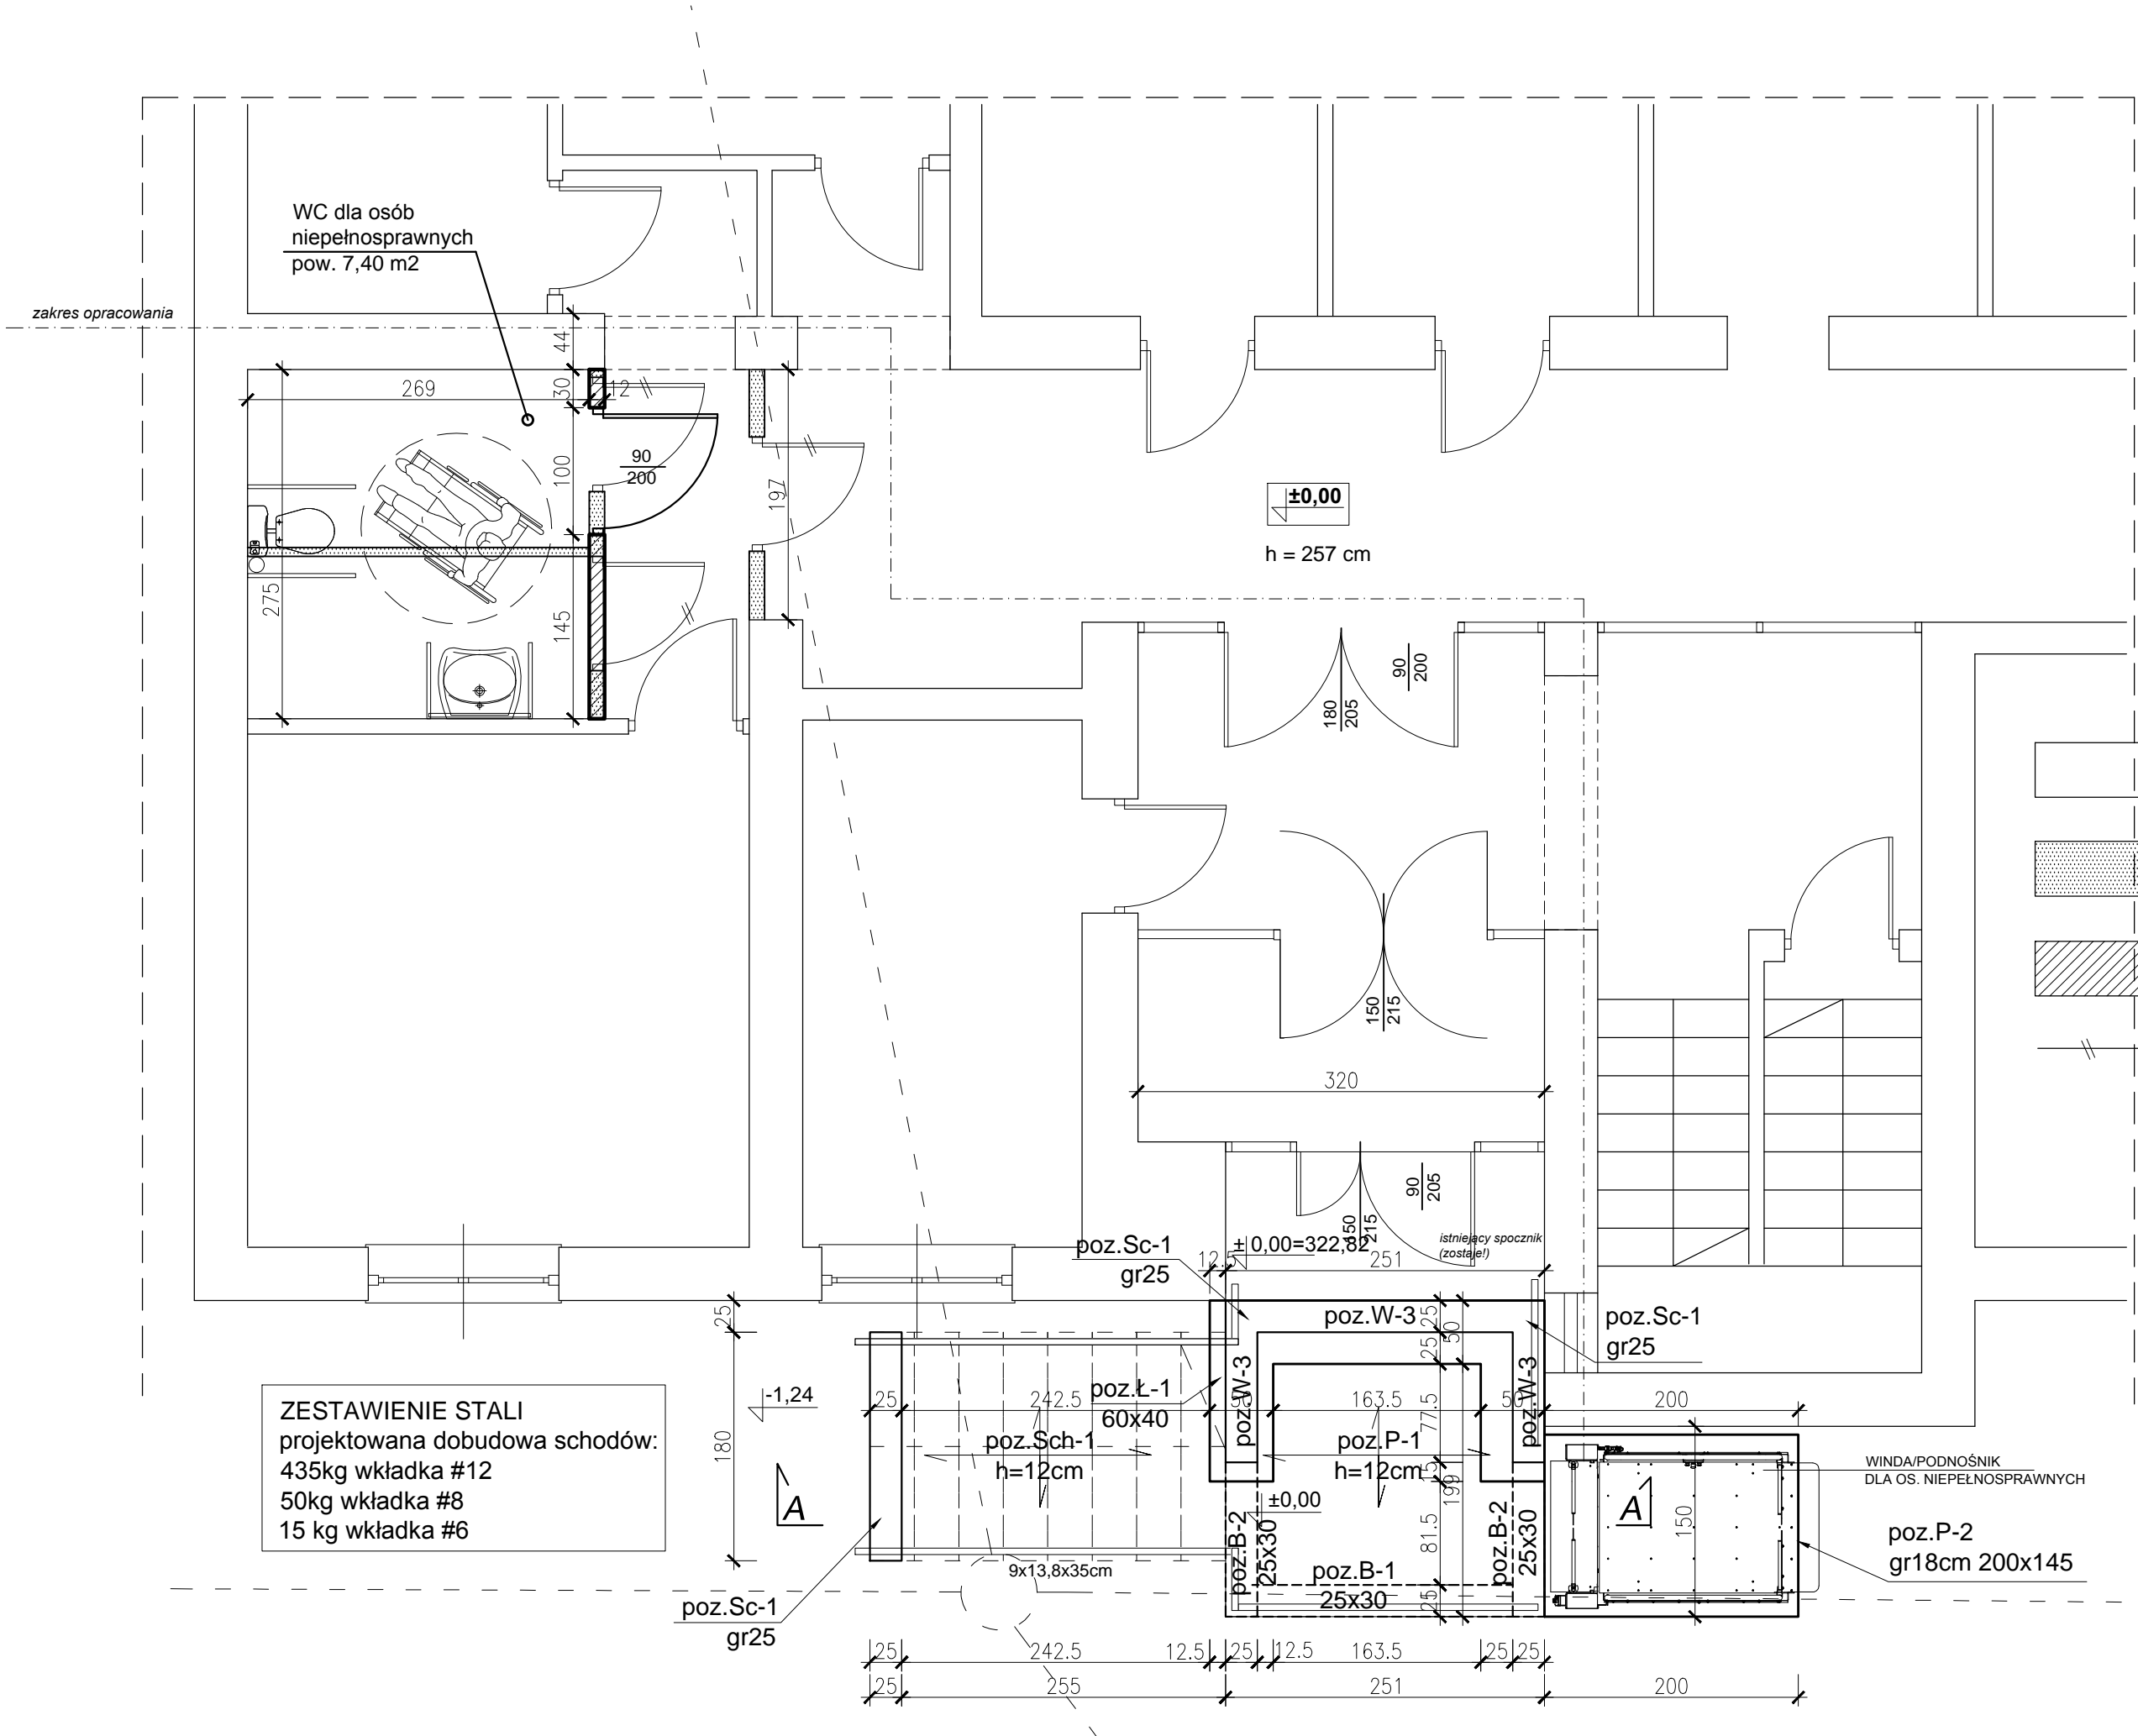 WC dla osób
niepełnosprawnych
pow. 7,40 m2
zakres opracowania
44
269
30
12
100
90
200
197
275
145
±0,00
h = 257 cm
180
205
90
200
150
215
320
90
205
150
215
istniejący spocznik
(zostaje!)
poz.Sc-1
gr25
± 0,00=322,82
12.5
251
poz.W-3
25
50
25
poz.Sc-1
gr25
25
180
-1,24
25
242.5
50
163.5
50
200
poz.Ł-1
60x40
poz.W-3
poz.W-3
77.5
poz.Sch-1
h=12cm
poz.P-1
h=12cm
15
199
81.5
25
±0,00
poz.B-2
25x30
poz.B-2
25x30
poz.B-1
25x30
9x13,8x35cm
A
A
150
WINDA/PODNOŚNIK
DLA OS. NIEPEŁNOSPRAWNYCH
poz.P-2
gr18cm 200x145
ZESTAWIENIE STALI
projektowana dobudowa schodów:
435kg wkładka #12
50kg wkładka #8
15 kg wkładka #6
poz.Sc-1
gr25
25
242.5
12.5
25
12.5
163.5
25
25
25
255
251
200